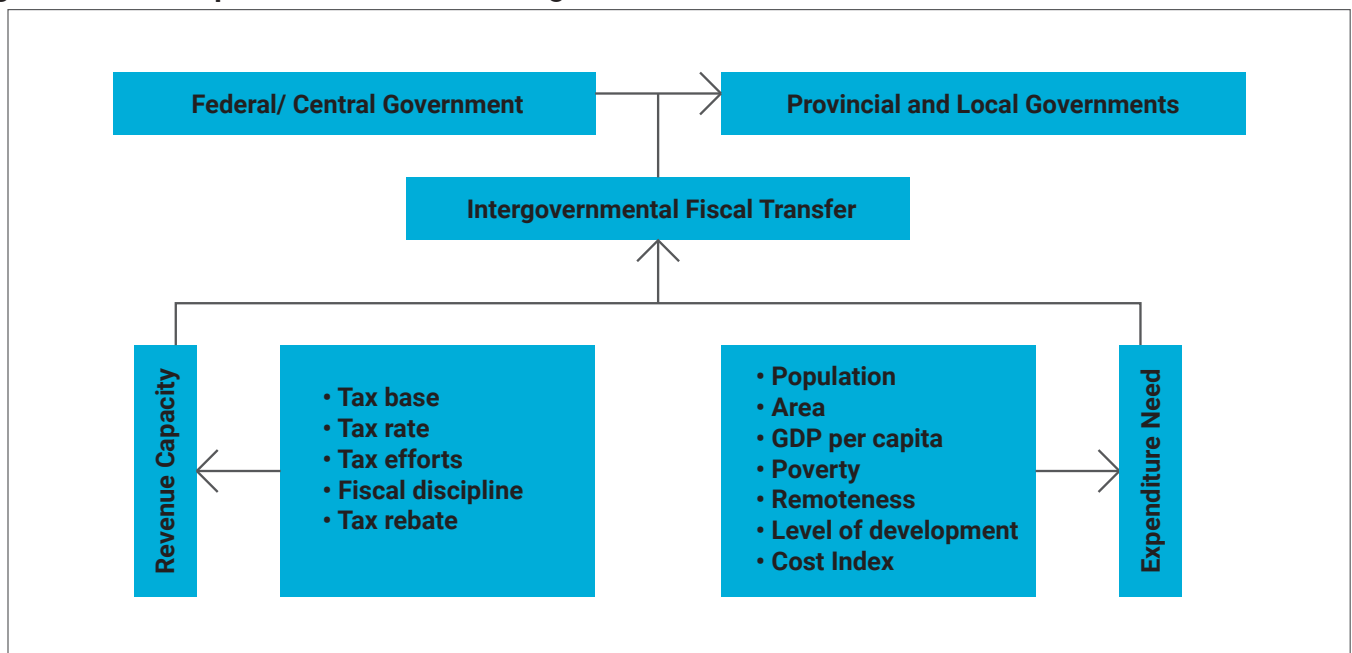 Federal/ Central Government
Provincial and Local Governments
Intergovernmental Fiscal Transfer
Revenue Capacity
• Tax base
• Tax rate
• Tax efforts
• Fiscal discipline
• Tax rebate
• Population
• Area
• GDP per capita
• Poverty
• Remoteness
• Level of development
• Cost Index
Expenditure Need